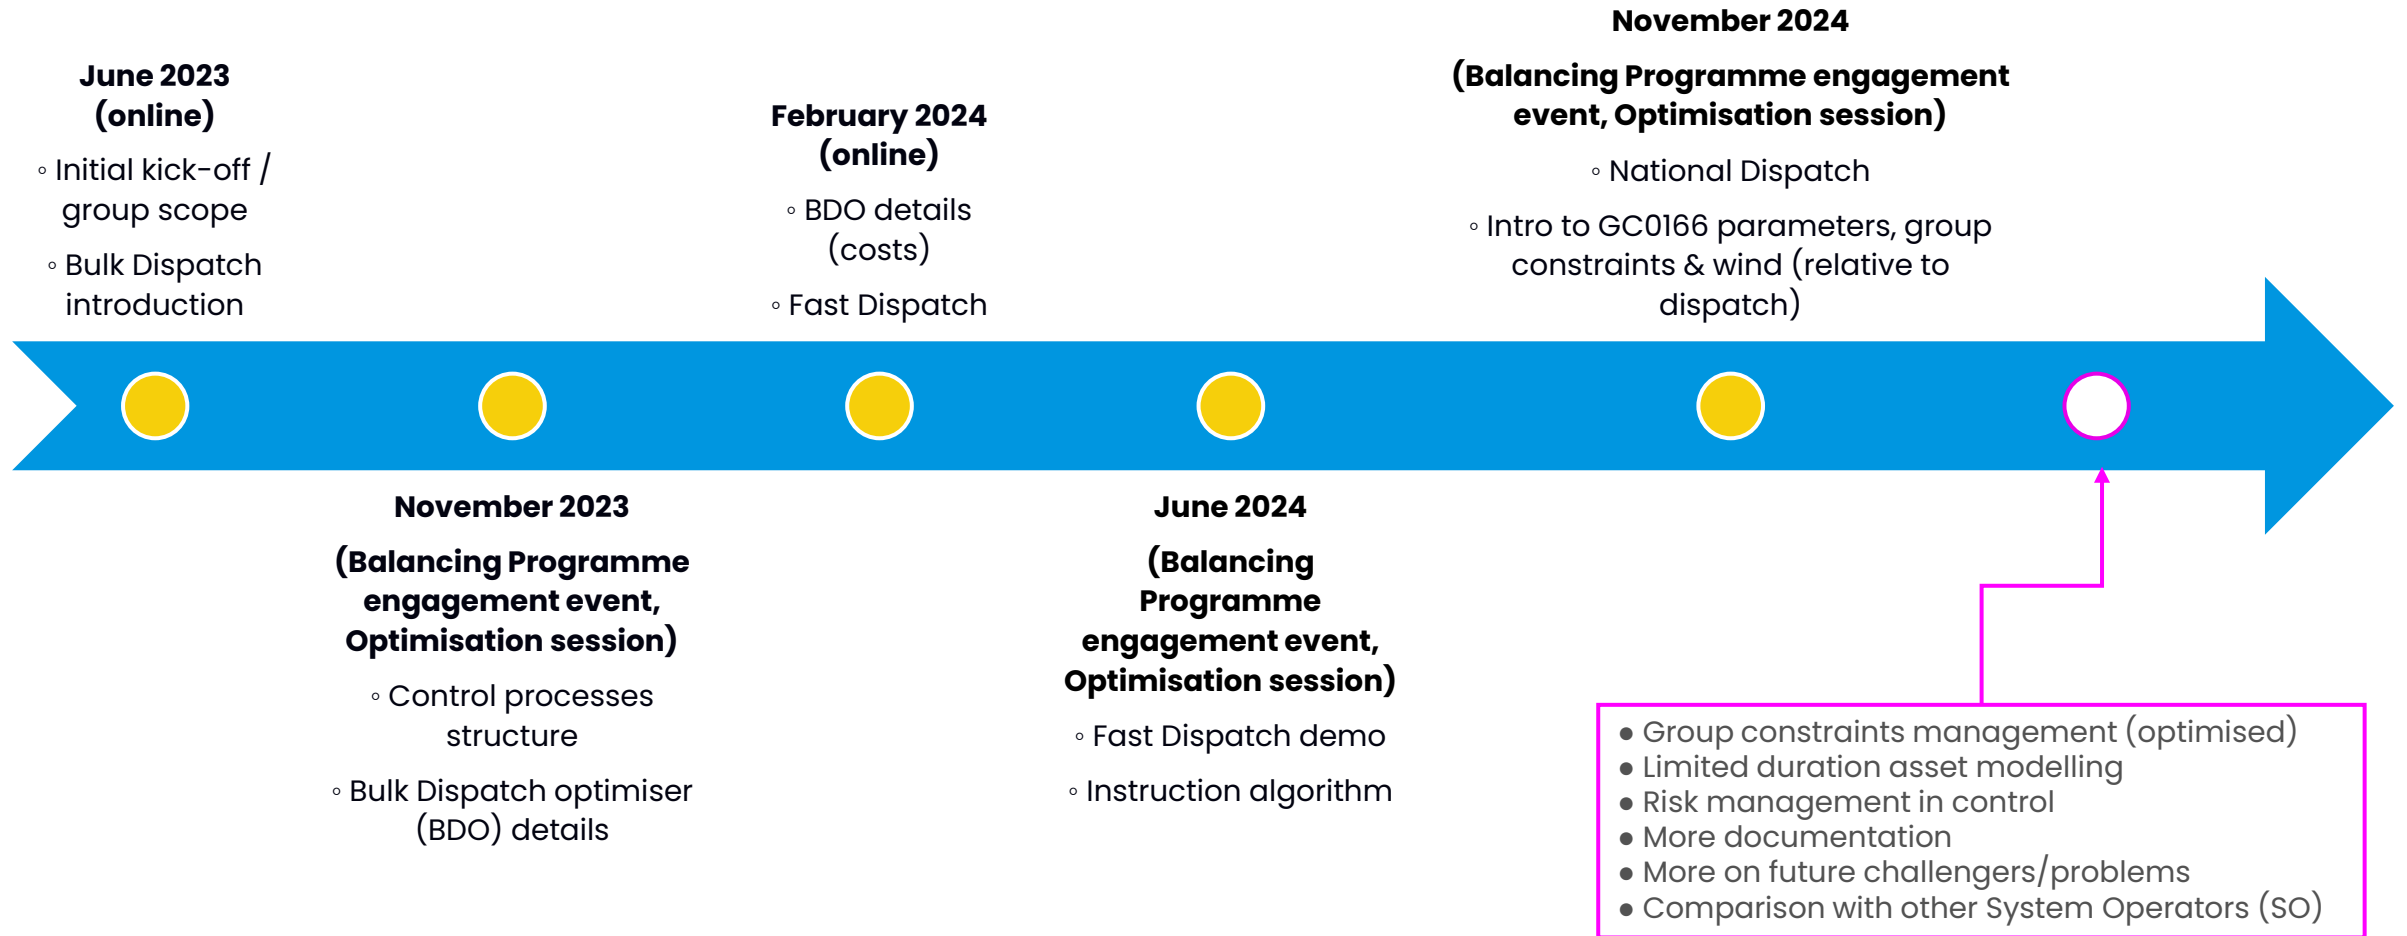 June 2023
(online)
◦ Initial kick-off /
group scope
◦ Bulk Dispatch
introduction
November 2023
(Balancing Programme
engagement event,
Optimisation session)
◦ Control processes
structure
◦ Bulk Dispatch optimiser
(BDO) details
February 2024
(online)
◦ BDO details
(costs)
◦ Fast Dispatch
June 2024
(Balancing
Programme
engagement event,
Optimisation session)
◦ Fast Dispatch demo
◦ Instruction algorithm
November 2024
(Balancing Programme engagement
event, Optimisation session)
◦ National Dispatch
◦ Intro to GC0166 parameters, group
constraints & wind (relative to
dispatch)
● Group constraints management (optimised)
● Limited duration asset modelling
● Risk management in control
● More documentation
● More on future challengers/problems
● Comparison with other System Operators (SO)